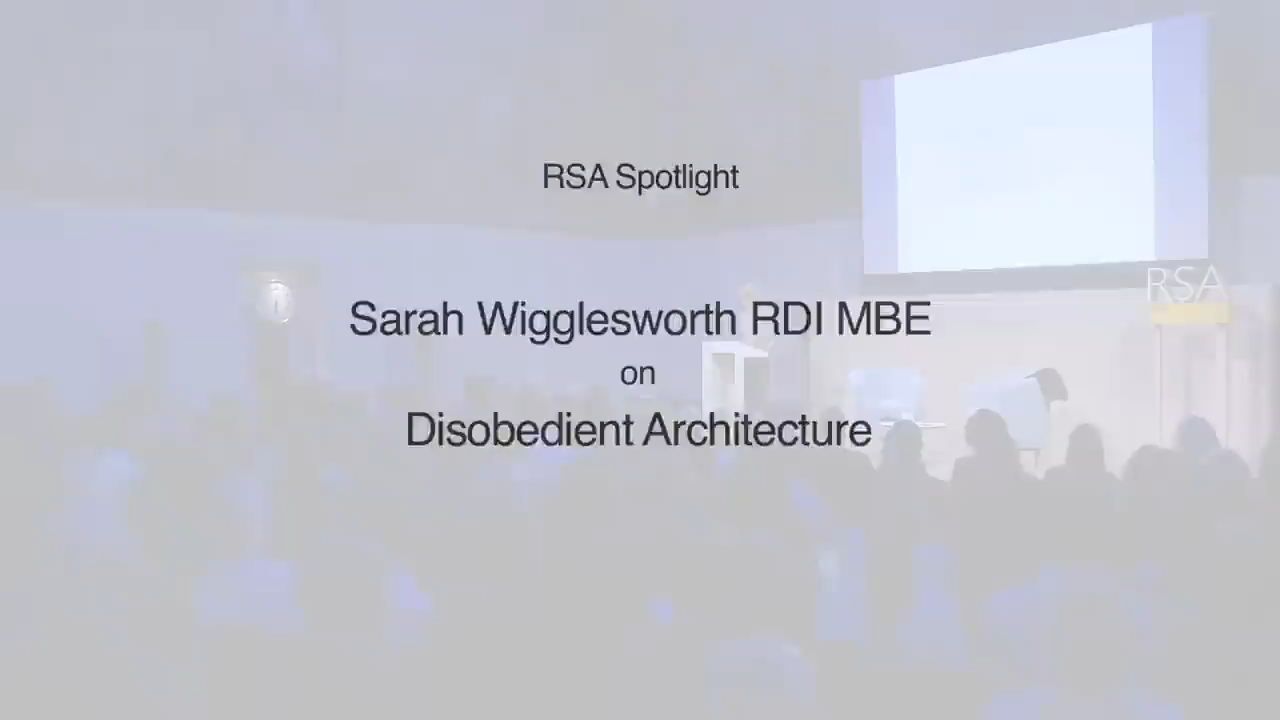 RSA Spotlight
RSA
Sarah Wigglesworth RDI MBE
on
Disobedient Architecture